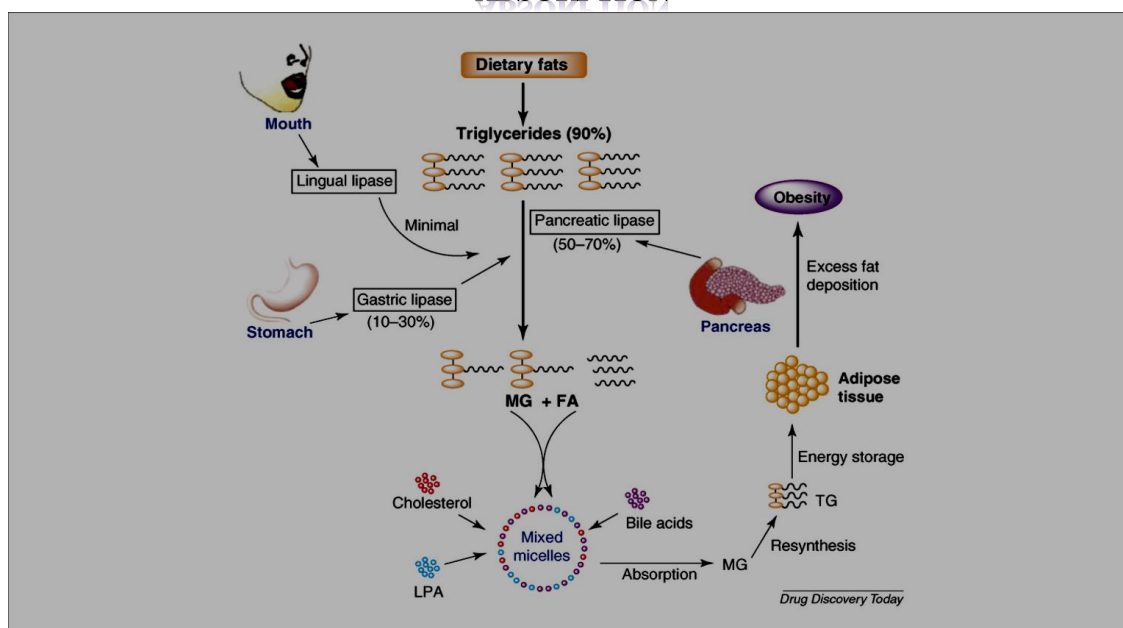 Dietary fats
Mouth
Triglycerides (90%)
Lingual lipase
Minimal
Pancreatic lipase
(50–70%)
Obesity
Excess fat
deposition
Stomach
Gastric lipase
(10–30%)
Pancreas
MG + FA
Adipose
tissue
Energy storage
Cholesterol
Bile acids
TG
Mixed
micelles
Resynthesis
LPA
Absorption
MG
Drug Discovery Today